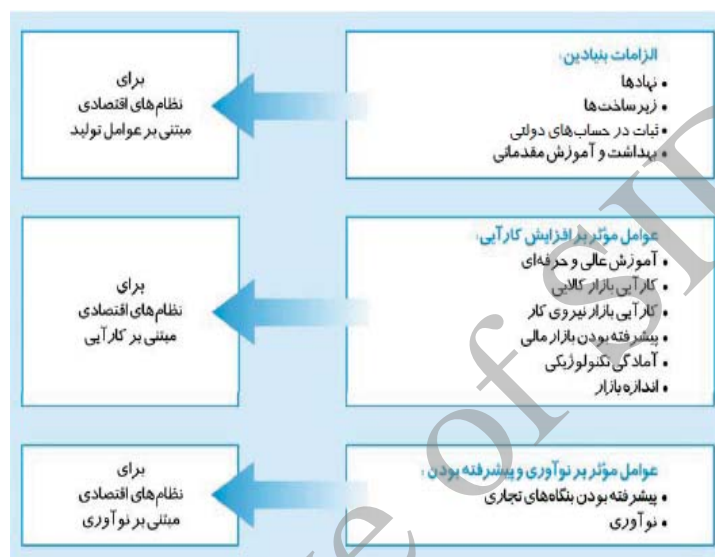 الزامات بنیادین:
• نهادها
• زیرساخت‌ها
• ثبات در حساب‌های دولتی
• بهداشت و آموزش مقدماتی
برای
نظام‌های اقتصادی
مبتنی بر عوامل تولید
عوامل مؤثر بر افزایش کارآیی:
• آموزش عالی و حرفه‌ای
• کارآیی بازار کالایی
• کارآیی بازار نیروی کار
• پیشرفته بودن بازار مالی
• آمادگی تکنولوژیکی
• اندازه بازار
برای
نظام‌های اقتصادی
مبتنی بر کارآیی
عوامل مؤثر بر نوآوری و پیشرفته بودن:
• پیشرفته بودن بنگاه‌های تجاری
• نوآوری
برای
نظام‌های اقتصادی
مبتنی بر نوآوری
of SID